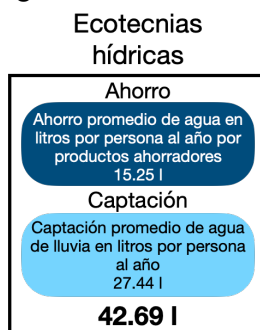 Ecotecnias
hídricas
Ahorro
Ahorro promedio de agua en
litros por persona al año por
productos ahorradores
15.25 l
Captación
Captación promedio de agua
de lluvia en litros por persona
al año
27.44 l
42.69 l